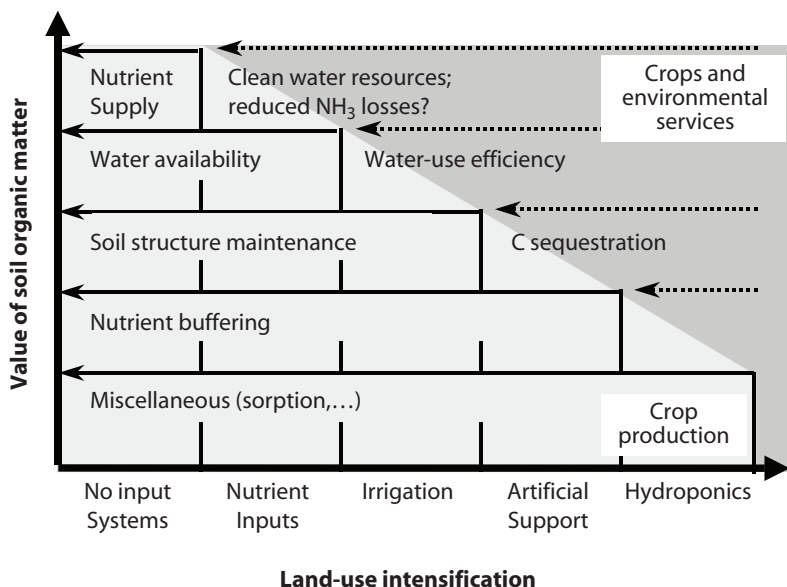 Value of soil organic matter
Nutrient
Supply
Clean water resources;
reduced NH₃ losses?
Crops and
environmental
services
Water availability
Water-use efficiency
Soil structure maintenance
C sequestration
Nutrient buffering
Miscellaneous (sorption,…)
Crop
production
No input
Systems
Nutrient
Inputs
Irrigation
Artificial
Support
Hydroponics
Land-use intensification